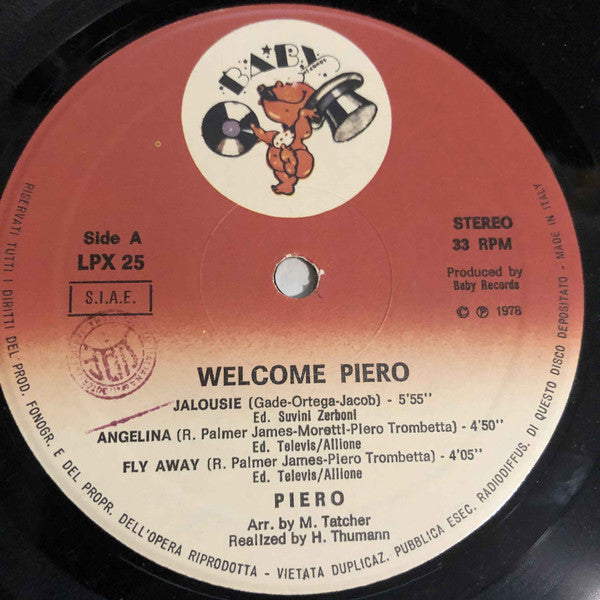 BABY
RECORDS
Side A
LPX 25
S.I.A.E.
STEREO
33 RPM
Produced by
Baby Records
© ℗ 1978
WELCOME PIERO
JALOUSIE (Gade-Ortega-Jacob) - 5'55''
Ed. Suvini Zerboni
ANGELINA (R. Palmer James-Moretti-Piero Trombetta) - 4'50''
Ed. Televis/Allione
FLY AWAY (R. Palmer James-Piero Trombetta) - 4'05''
Ed. Televis/Allione
PIERO
Arr. by M. Tatcher
Realized by H. Thumann
RISERVATI TUTTI I DIRITTI DEL PROD. FONOGR. E DEL PROPR. DELL'OPERA RIPRODOTTA - VIETATA DUPLICAZ. PUBBLICA ESEC. RADIODIFFUS. DI QUESTO DISCO DEPOSITATO - MADE IN ITALY